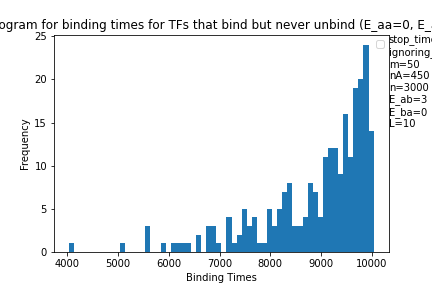 ogram for binding times for TFs that bind but never unbind (E_aa=0, E_a
stop_time
ignoring_
m=50
nA=450
n=3000
E_ab=3
E_ba=0
L=10
25
20
15
10
5
0
Frequency
4000 5000 6000 7000 8000 9000 10000
Binding Times